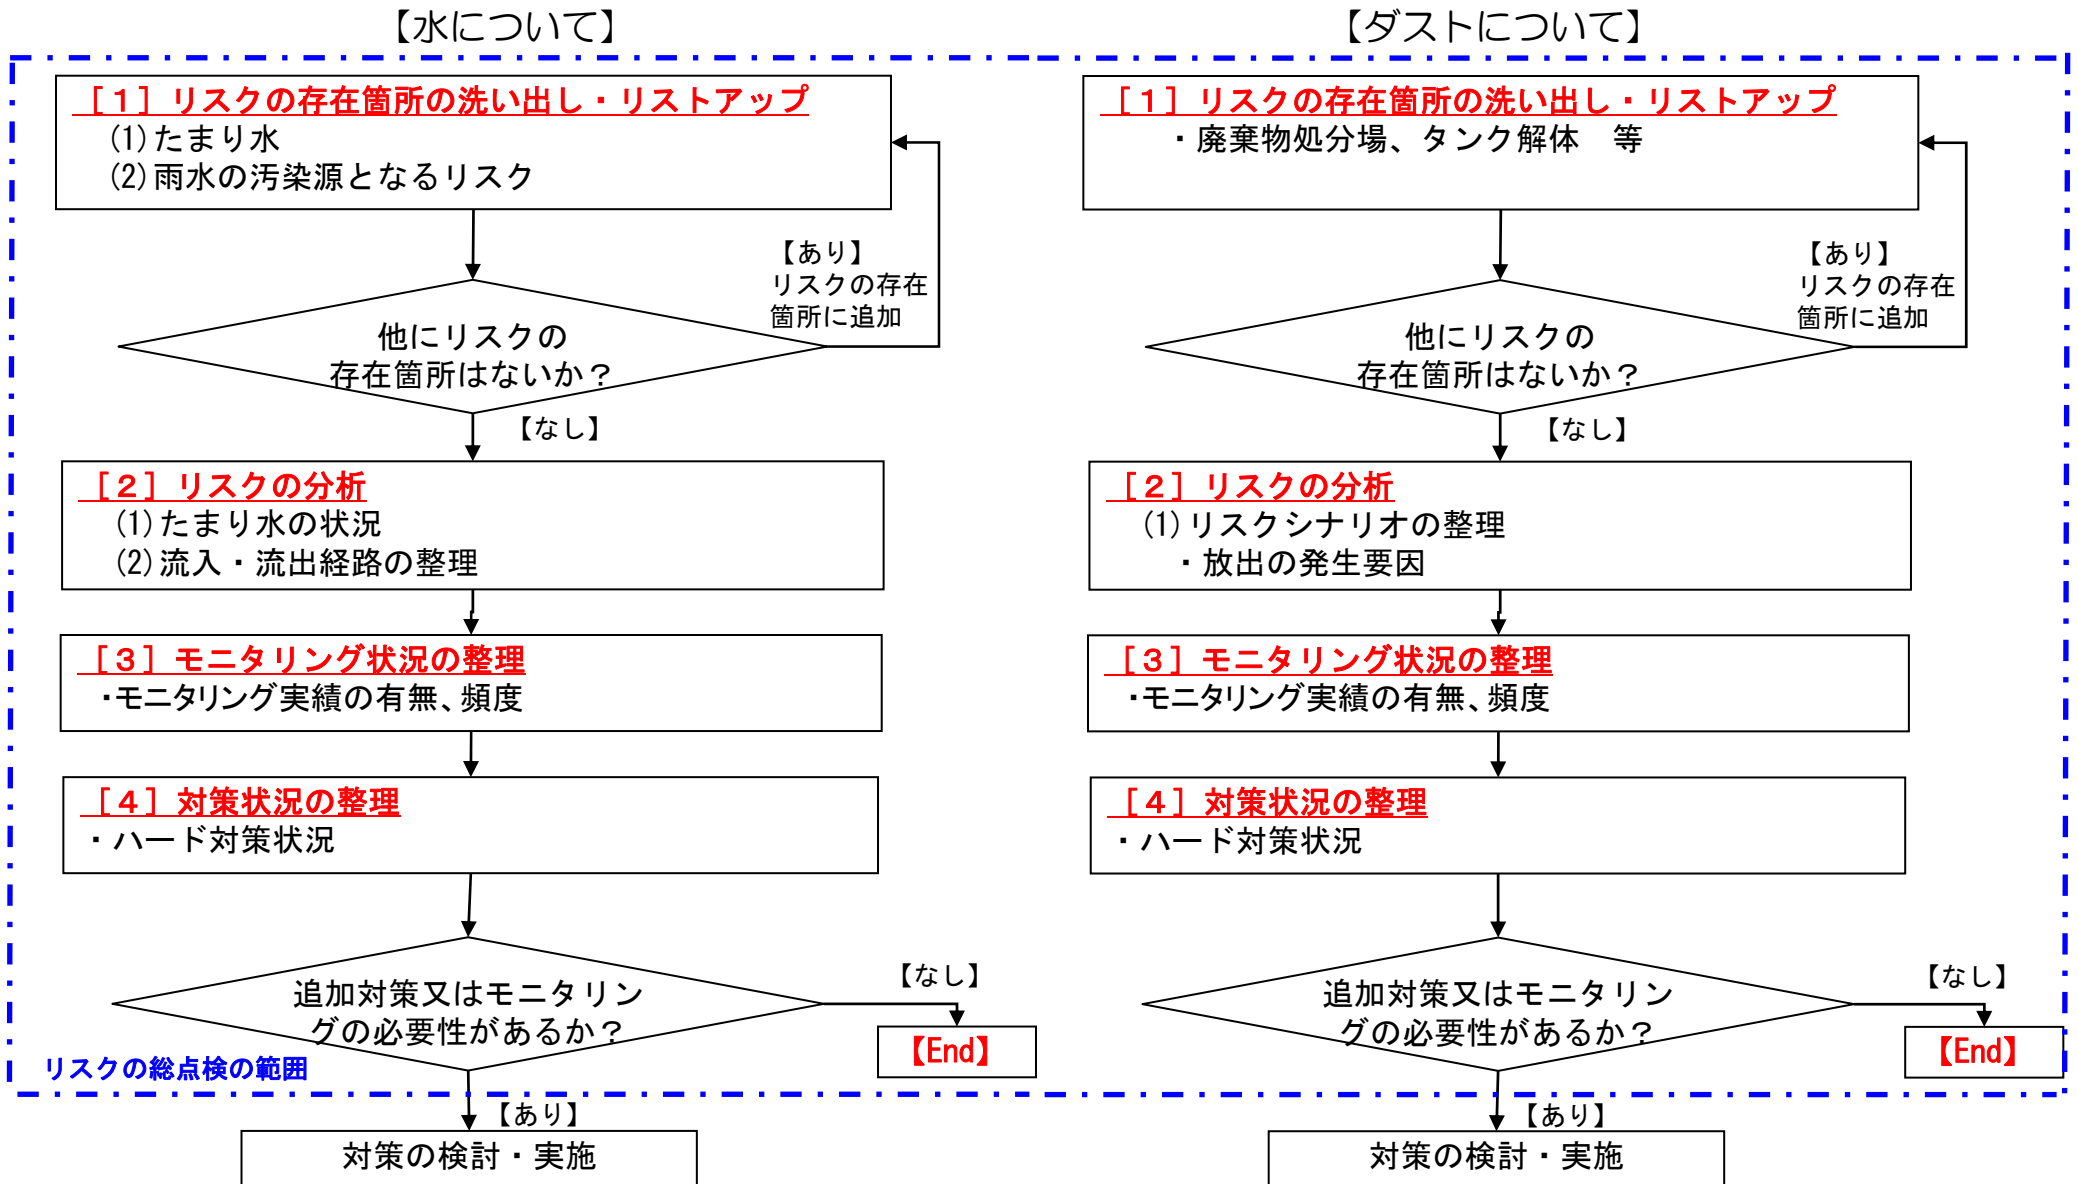 【水について】
［１］リスクの存在箇所の洗い出し・リストアップ
(1)たまり水
(2)雨水の汚染源となるリスク
【あり】
リスクの存在
箇所に追加
他にリスクの
存在箇所はないか？
【なし】
［２］リスクの分析
(1)たまり水の状況
(2)流入・流出経路の整理
［３］モニタリング状況の整理
・モニタリング実績の有無、頻度
［４］対策状況の整理
・ハード対策状況
追加対策又はモニタリン
グの必要性があるか？
【なし】
【End】
リスクの総点検の範囲
【あり】
対策の検討・実施
【ダストについて】
［１］リスクの存在箇所の洗い出し・リストアップ
・廃棄物処分場、タンク解体　等
【あり】
リスクの存在
箇所に追加
他にリスクの
存在箇所はないか？
【なし】
［２］リスクの分析
(1)リスクシナリオの整理
・放出の発生要因
［３］モニタリング状況の整理
・モニタリング実績の有無、頻度
［４］対策状況の整理
・ハード対策状況
追加対策又はモニタリン
グの必要性があるか？
【なし】
【End】
【あり】
対策の検討・実施